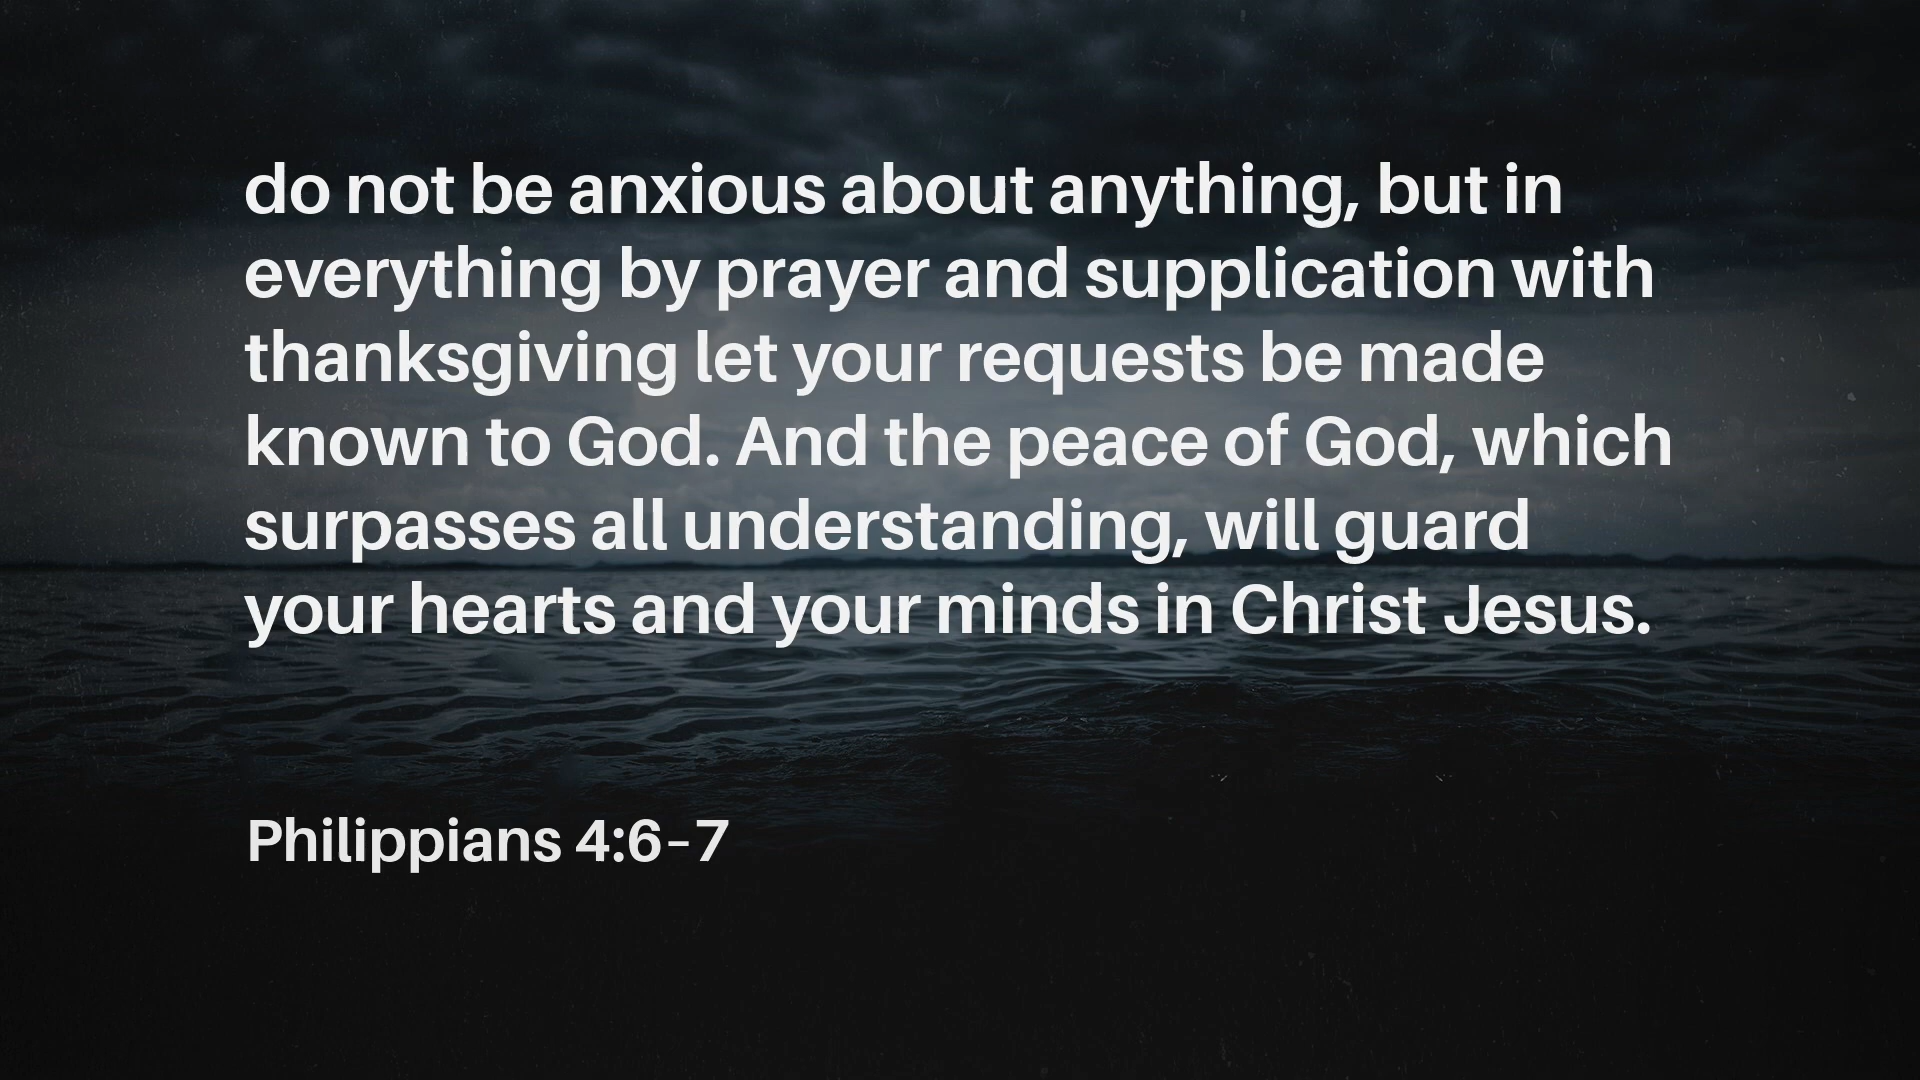 do not be anxious about anything, but in
everything by prayer and supplication with
thanksgiving let your requests be made
known to God. And the peace of God, which
surpasses all understanding, will guard
your hearts and your minds in Christ Jesus.
Philippians 4:6–7